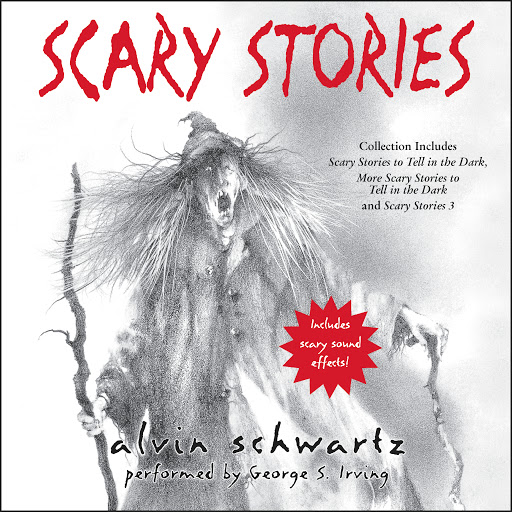 SCARY STORIES
Collection Includes
Scary Stories to Tell in the Dark,
More Scary Stories to
Tell in the Dark
and Scary Stories 3
Includes
scary sound
effects!
alvin schwartz
performed by George S. Irving